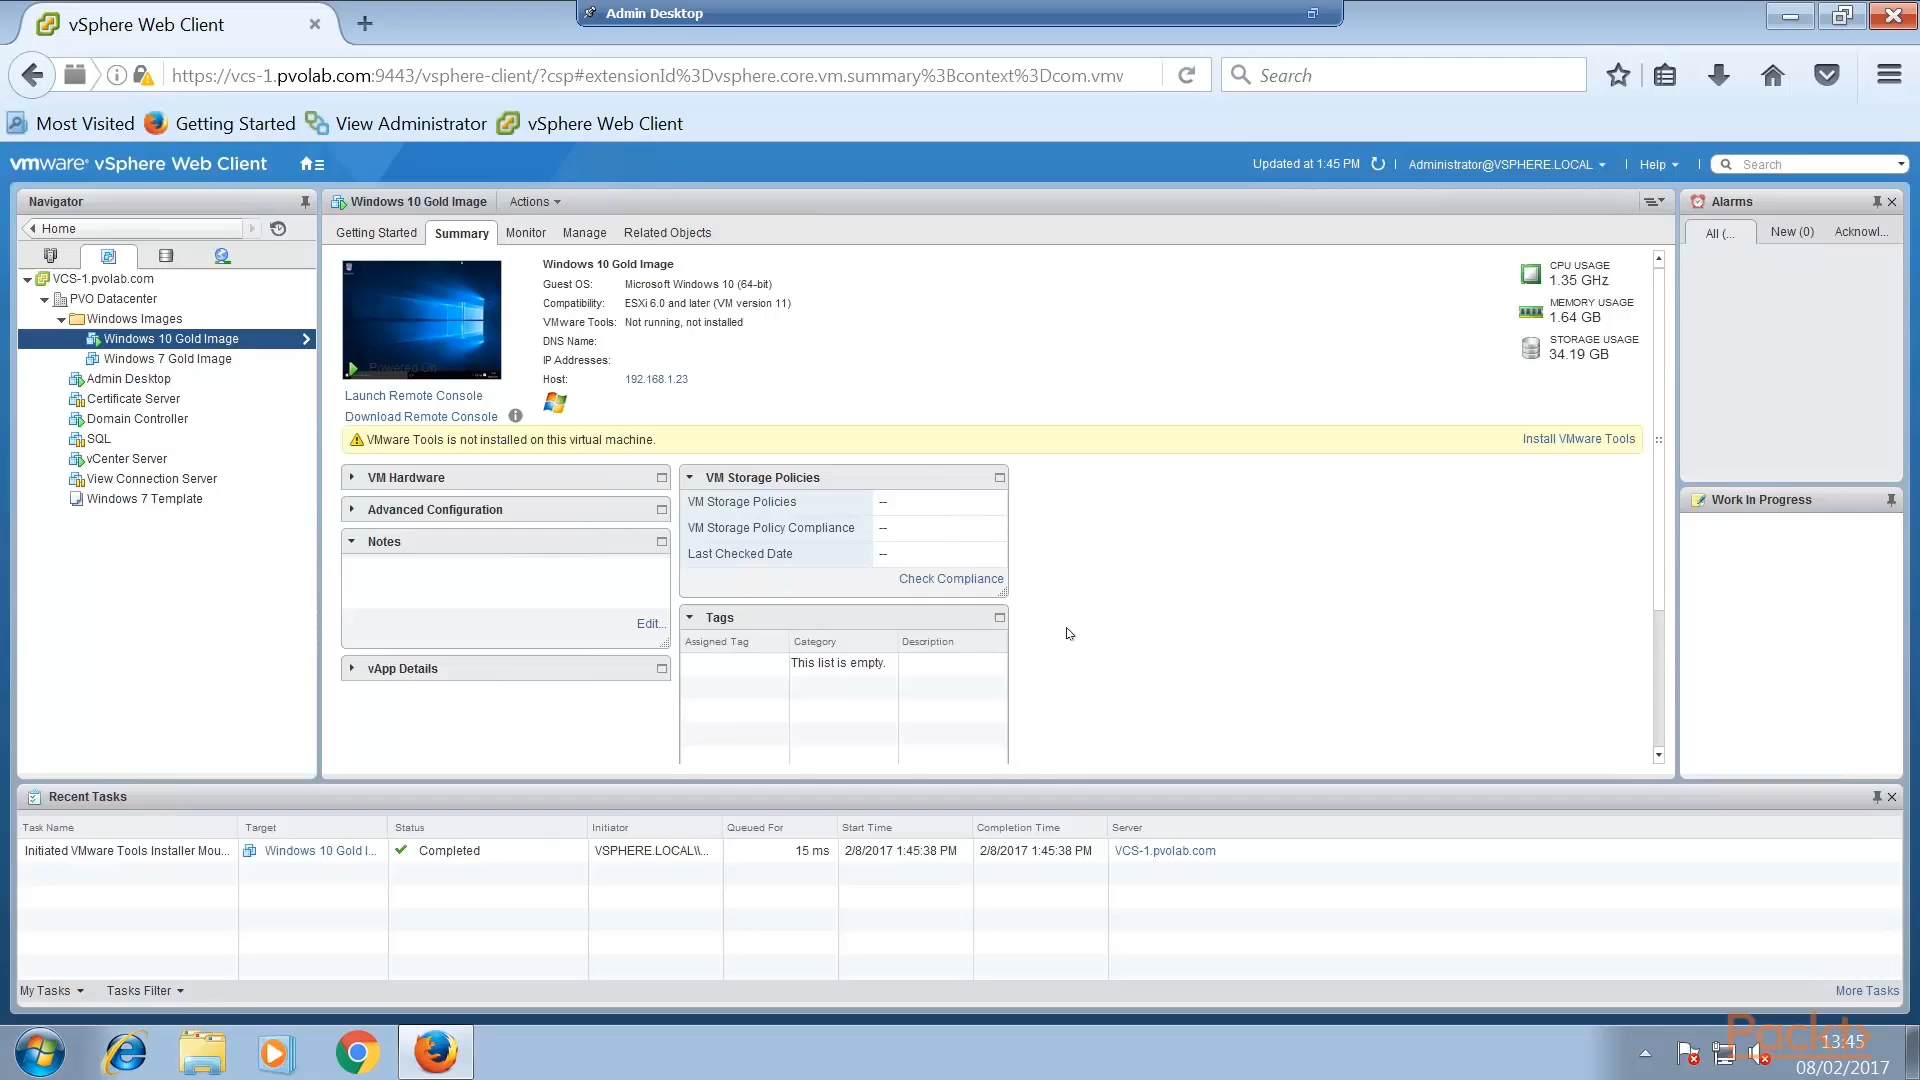 vSphere Web Client
Admin Desktop
https://vcs-1.pvolab.com:9443/vsphere-client/?csp#extensionId%3Dvsphere.core.vm.summary%3Bcontext%3Dcom.vmv
Search
Most Visited
Getting Started
View Administrator
vSphere Web Client
vmware® vSphere Web Client
Updated at 1:45 PM
Administrator@VSPHERE.LOCAL
Help
Search
Navigator
Home
VCS-1.pvolab.com
PVO Datacenter
Windows Images
Windows 10 Gold Image
Windows 7 Gold Image
Admin Desktop
Certificate Server
Domain Controller
SQL
vCenter Server
View Connection Server
Windows 7 Template
Windows 10 Gold Image
Actions
Getting Started
Summary
Monitor
Manage
Related Objects
Powered On
Launch Remote Console
Download Remote Console
Windows 10 Gold Image
Guest OS: Microsoft Windows 10 (64-bit)
Compatibility: ESXi 6.0 and later (VM version 11)
VMware Tools: Not running, not installed
DNS Name:
IP Addresses:
Host: 192.168.1.23
CPU USAGE
1.35 GHz
MEMORY USAGE
1.64 GB
STORAGE USAGE
34.19 GB
VMware Tools is not installed on this virtual machine.
Install VMware Tools
VM Hardware
Advanced Configuration
Notes
Edit...
vApp Details
VM Storage Policies
VM Storage Policies --
VM Storage Policy Compliance --
Last Checked Date --
Check Compliance
Tags
Assigned Tag Category Description
This list is empty.
Alarms
All (...
New (0)
Acknowl...
Work In Progress
Recent Tasks
Task Name Target Status Initiator Queued For Start Time Completion Time Server
Initiated VMware Tools Installer Mou... Windows 10 Gold I... Completed VSPHERE.LOCAL\\... 15 ms 2/8/2017 1:45:38 PM 2/8/2017 1:45:38 PM VCS-1.pvolab.com
My Tasks
Tasks Filter
More Tasks
Packt>
13:45
08/02/2017